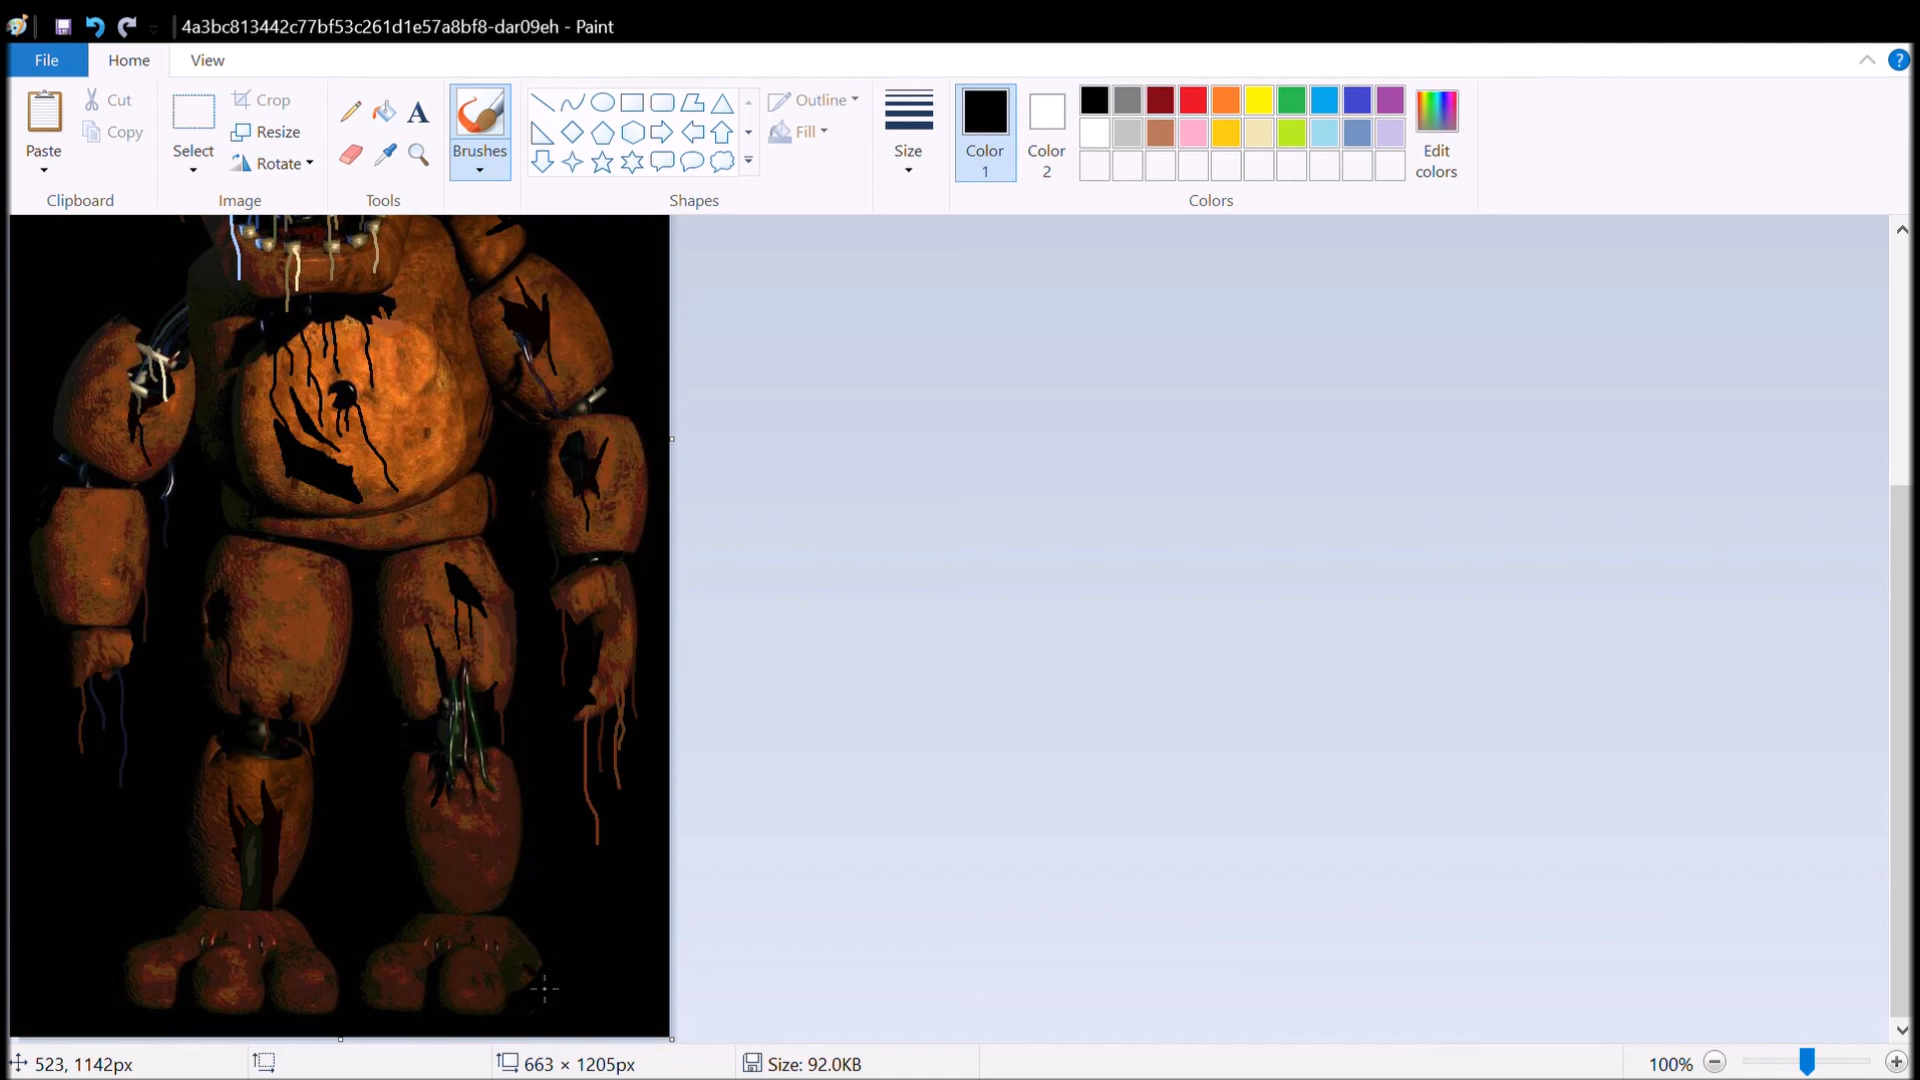 4a3bc813442c77bf53c261d1e57a8bf8-dar09eh - Paint
File Home View
?
Paste
Cut
Copy
Clipboard
Select
Crop
Resize
Rotate
Image
A
Tools
Brushes
Outline
Fill
Shapes
Size
Color
1
Color
2
Edit
colors
Colors
523, 1142px
663 × 1205px
Size: 92.0KB
100%